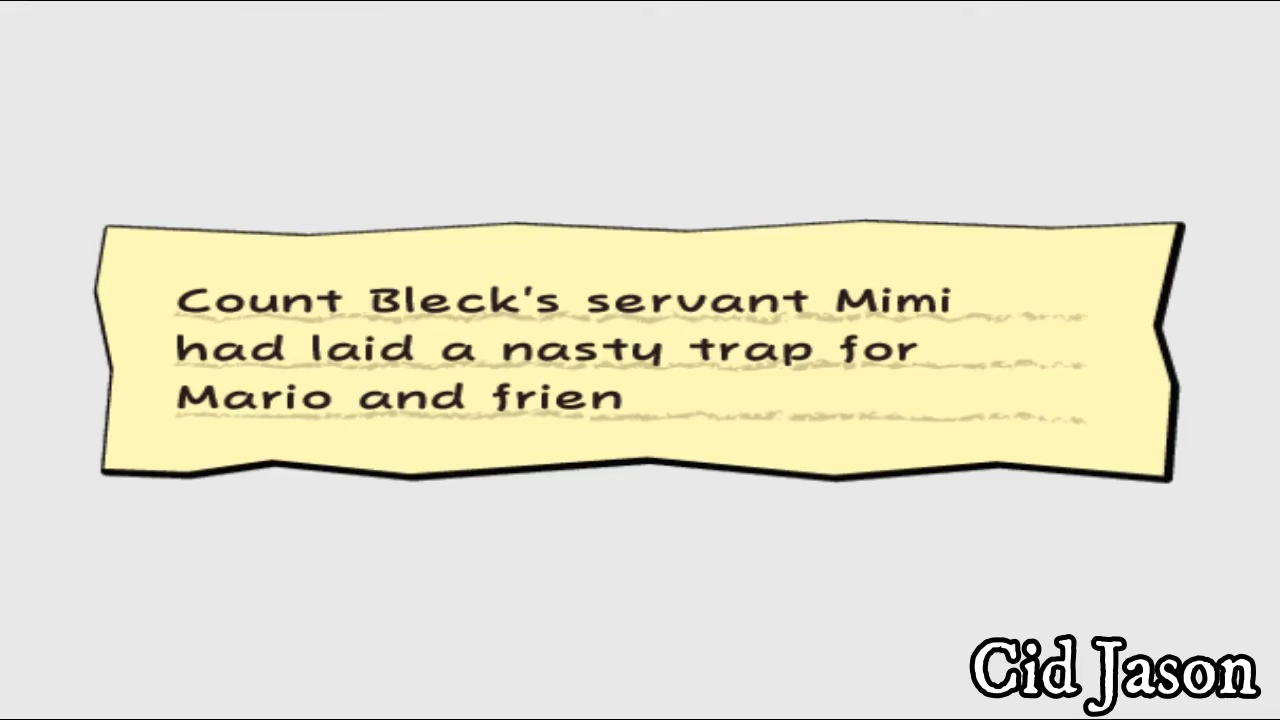 Count Bleck's servant Mimi
had laid a nasty trap for
Mario and frien
Cid Jason